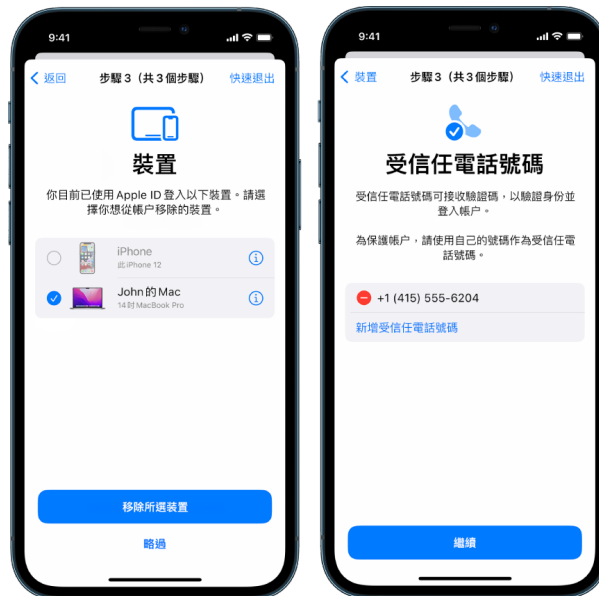 9:41
返回
步驟 3（共 3 個步驟）
快速退出
裝置
你目前已使用 Apple ID 登入以下裝置。請選
擇你想從帳户移除的裝置。
iPhone
此 iPhone 12
John 的 Mac
14 吋 MacBook Pro
移除所選裝置
略過
9:41
裝置
步驟 3（共 3 個步驟）
快速退出
受信任電話號碼
受信任電話號碼可接收驗證碼，以驗證身份並
登入帳户。
為保護帳户，請使用自己的號碼作為受信任電
話號碼。
+1 (415) 555-6204
新增受信任電話號碼
繼續